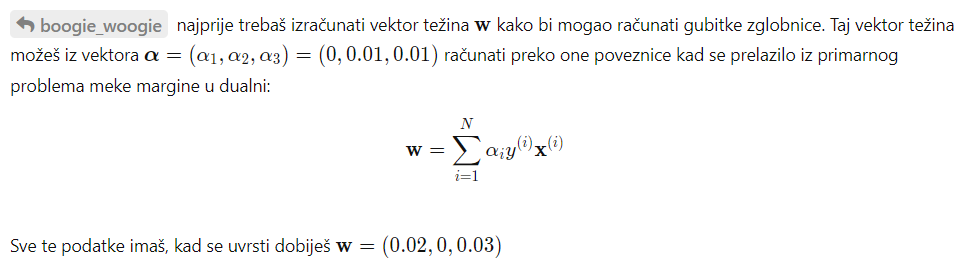 boogie_woogie najprije trebaš izračunati vektor težina w kako bi mogao računati gubitke zglobnice. Taj vektor težina
možeš iz vektora α = (α₁, α₂, α₃) = (0, 0.01, 0.01) računati preko one poveznice kad se prelazilo iz primarnog
problema meke margine u dualni:
w = ∑_{i=1}^{N} α_i y^{(i)} x^{(i)}
Sve te podatke imaš, kad se uvrsti dobiješ w = (0.02, 0, 0.03)